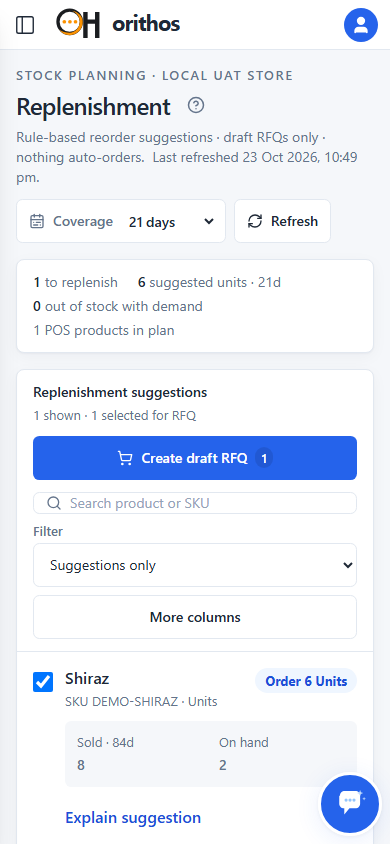 orithos
STOCK PLANNING · LOCAL UAT STORE
Replenishment
Rule-based reorder suggestions · draft RFQs only ·
nothing auto-orders. Last refreshed 23 Oct 2026, 10:49
pm.
Coverage 21 days Refresh
1 to replenish 6 suggested units · 21d
0 out of stock with demand
1 POS products in plan
Replenishment suggestions
1 shown · 1 selected for RFQ
Create draft RFQ 1
Search product or SKU
Filter
Suggestions only
More columns
Shiraz Order 6 Units
SKU DEMO-SHIRAZ · Units
Sold · 84d On hand
8 2
Explain suggestion